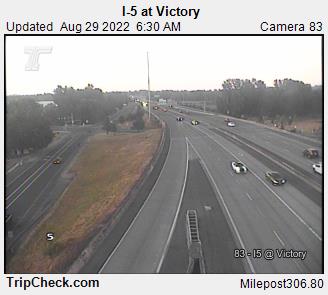 I-5 at Victory
Updated Aug 29 2022 6:30 AM Camera 83
T
S
83 - I5 @ Victory
TripCheck.com Milepost306.80